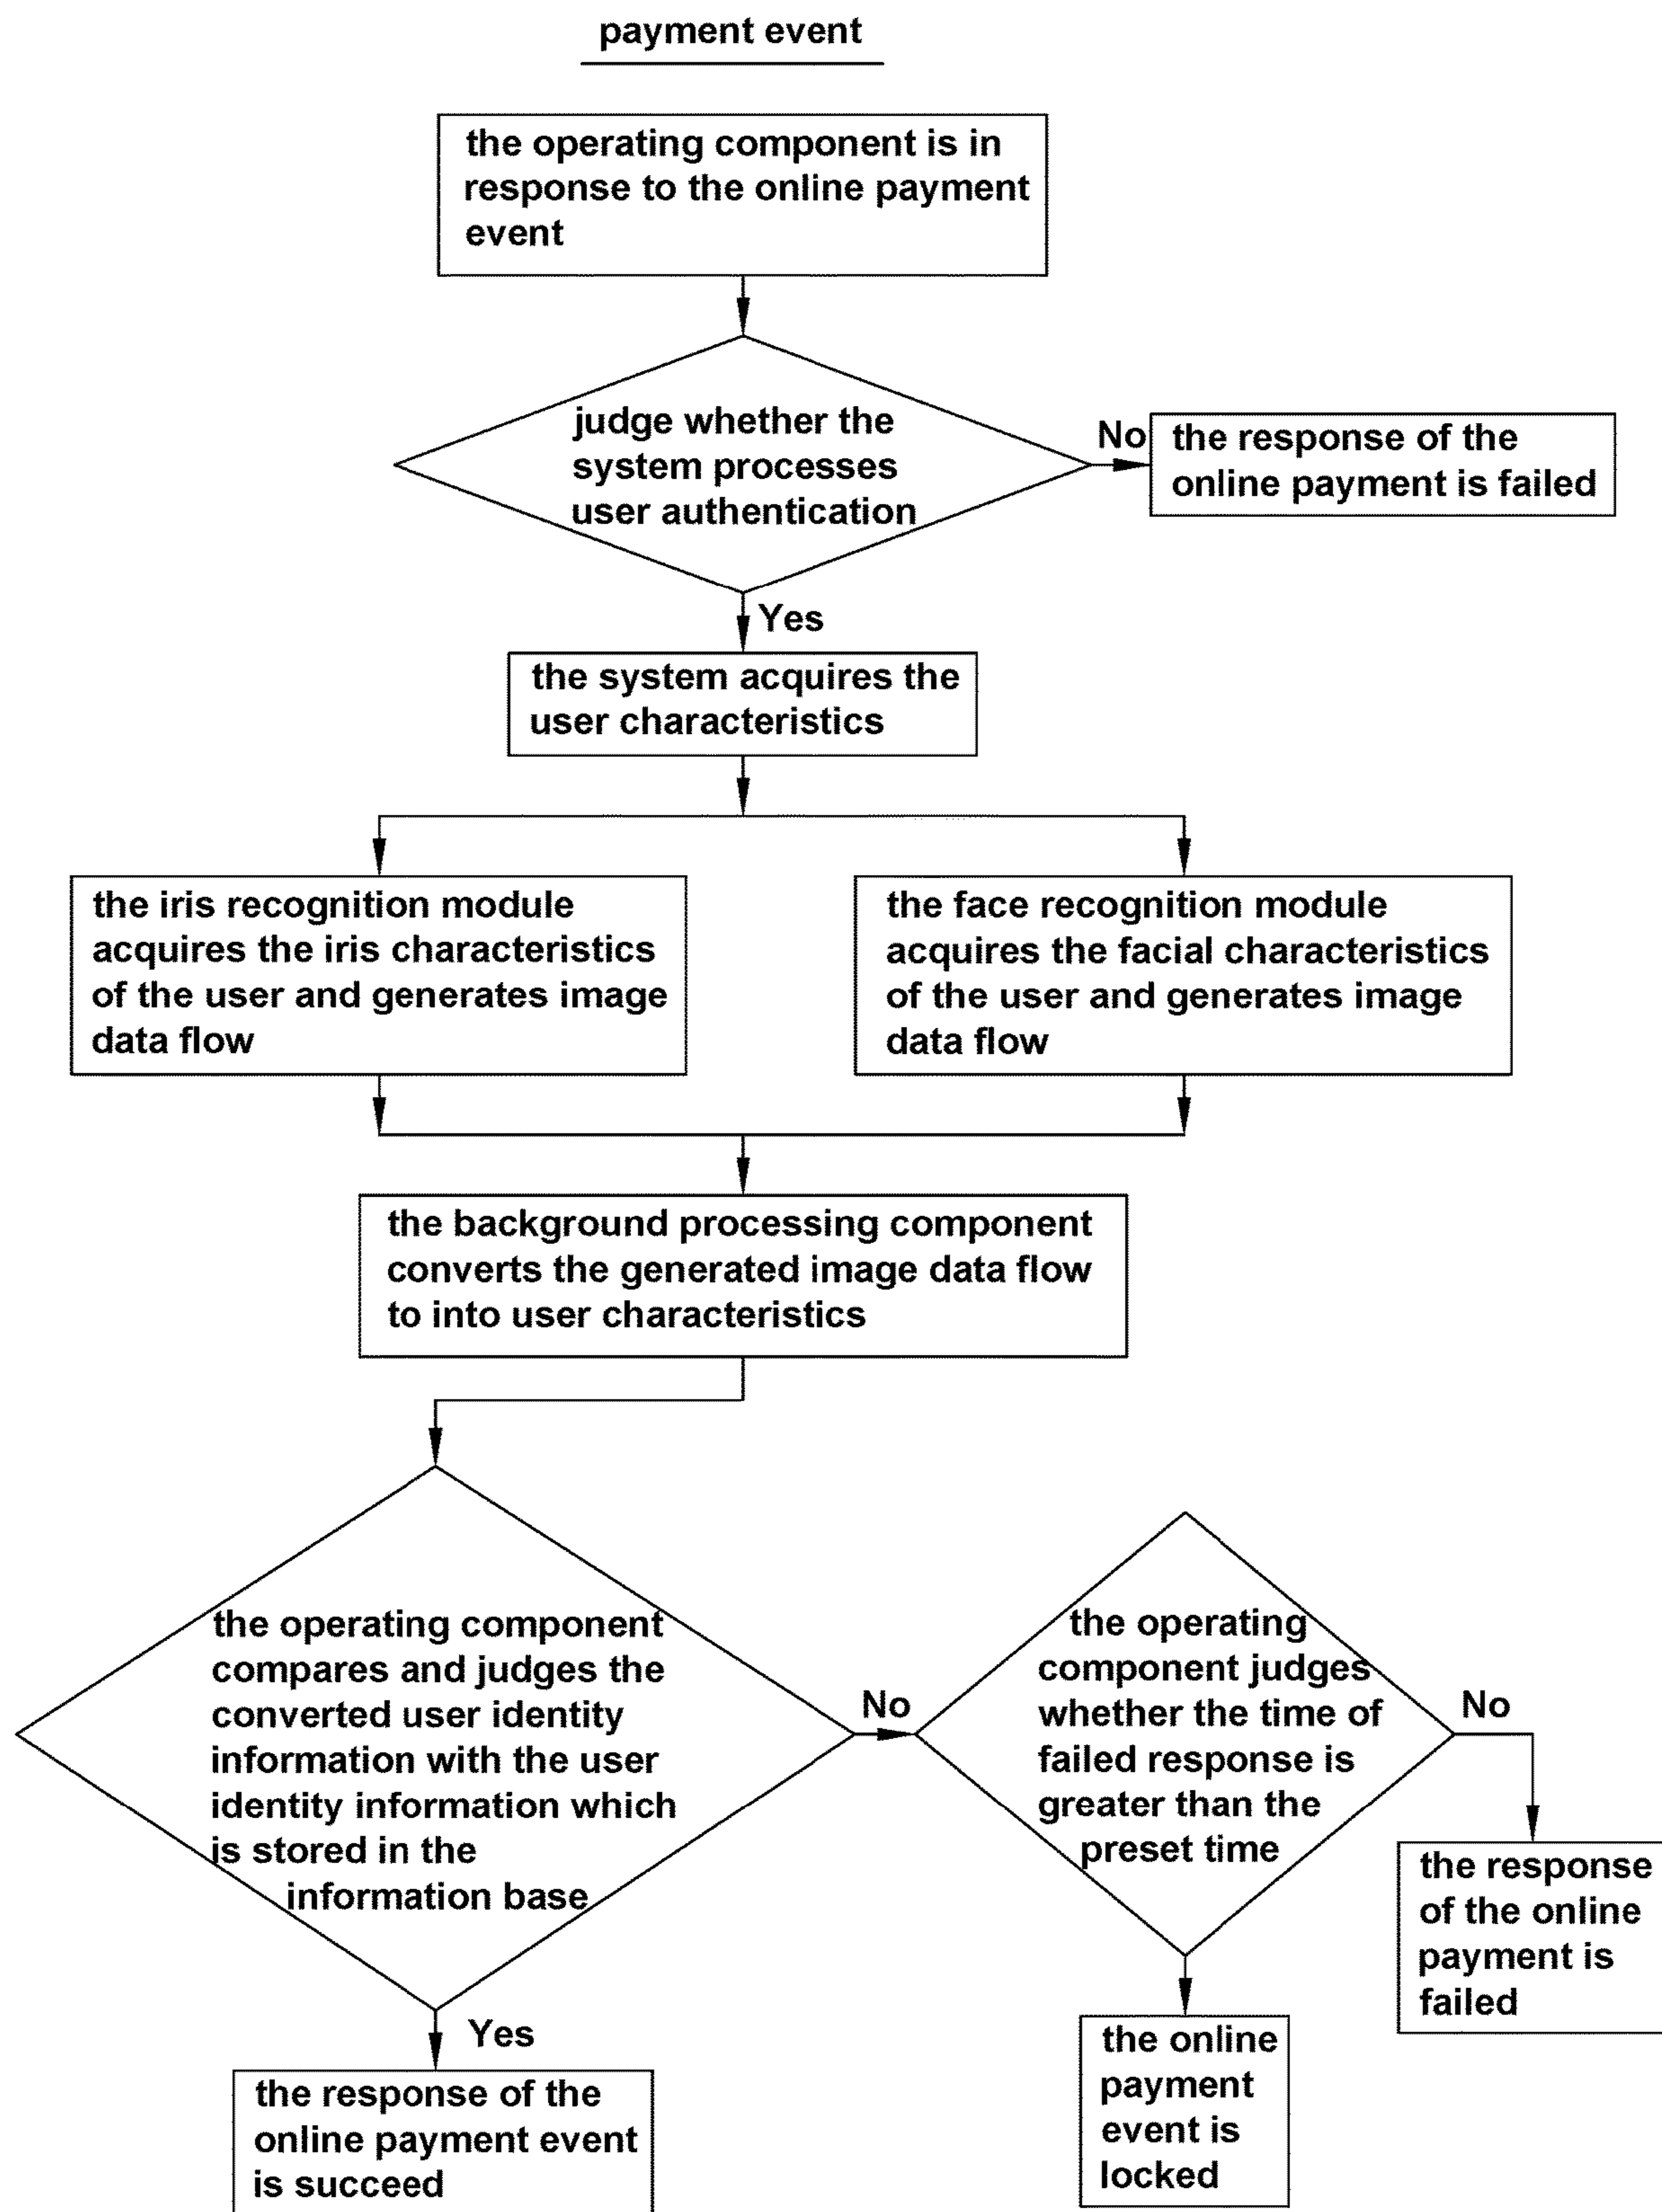 payment event
the operating component is in
response to the online payment
event
judge whether the
system processes
user authentication
No
the response of the
online payment is failed
Yes
the system acquires the
user characteristics
the iris recognition module
acquires the iris characteristics
of the user and generates image
data flow
the face recognition module
acquires the facial characteristics
of the user and generates image
data flow
the background processing component
converts the generated image data flow
to into user characteristics
the operating component
compares and judges the
converted user identity
information with the user
identity information which
is stored in the
information base
No
the operating
component judges
whether the time of
failed response is
greater than the
preset time
No
the response
of the online
payment is
failed
Yes
the response of the
online payment event
is succeed
the online
payment
event is
locked